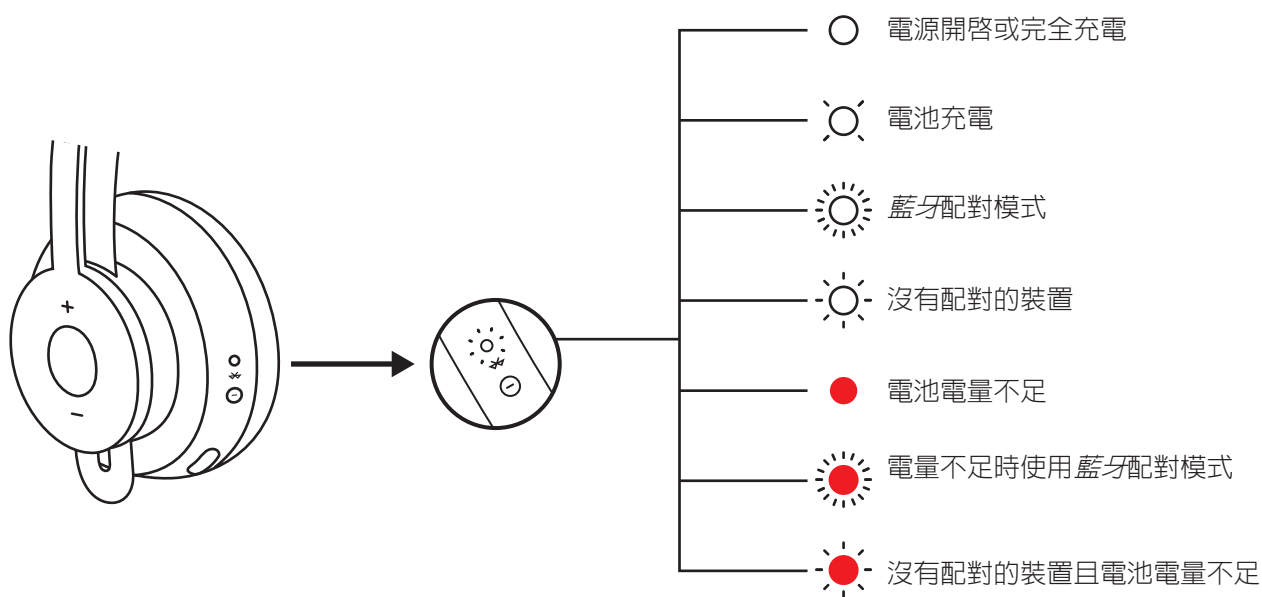 電源開啓或完全充電
電池充電
藍牙配對模式
沒有配對的裝置
電池電量不足
電量不足時使用藍牙配對模式
沒有配對的裝置且電池電量不足